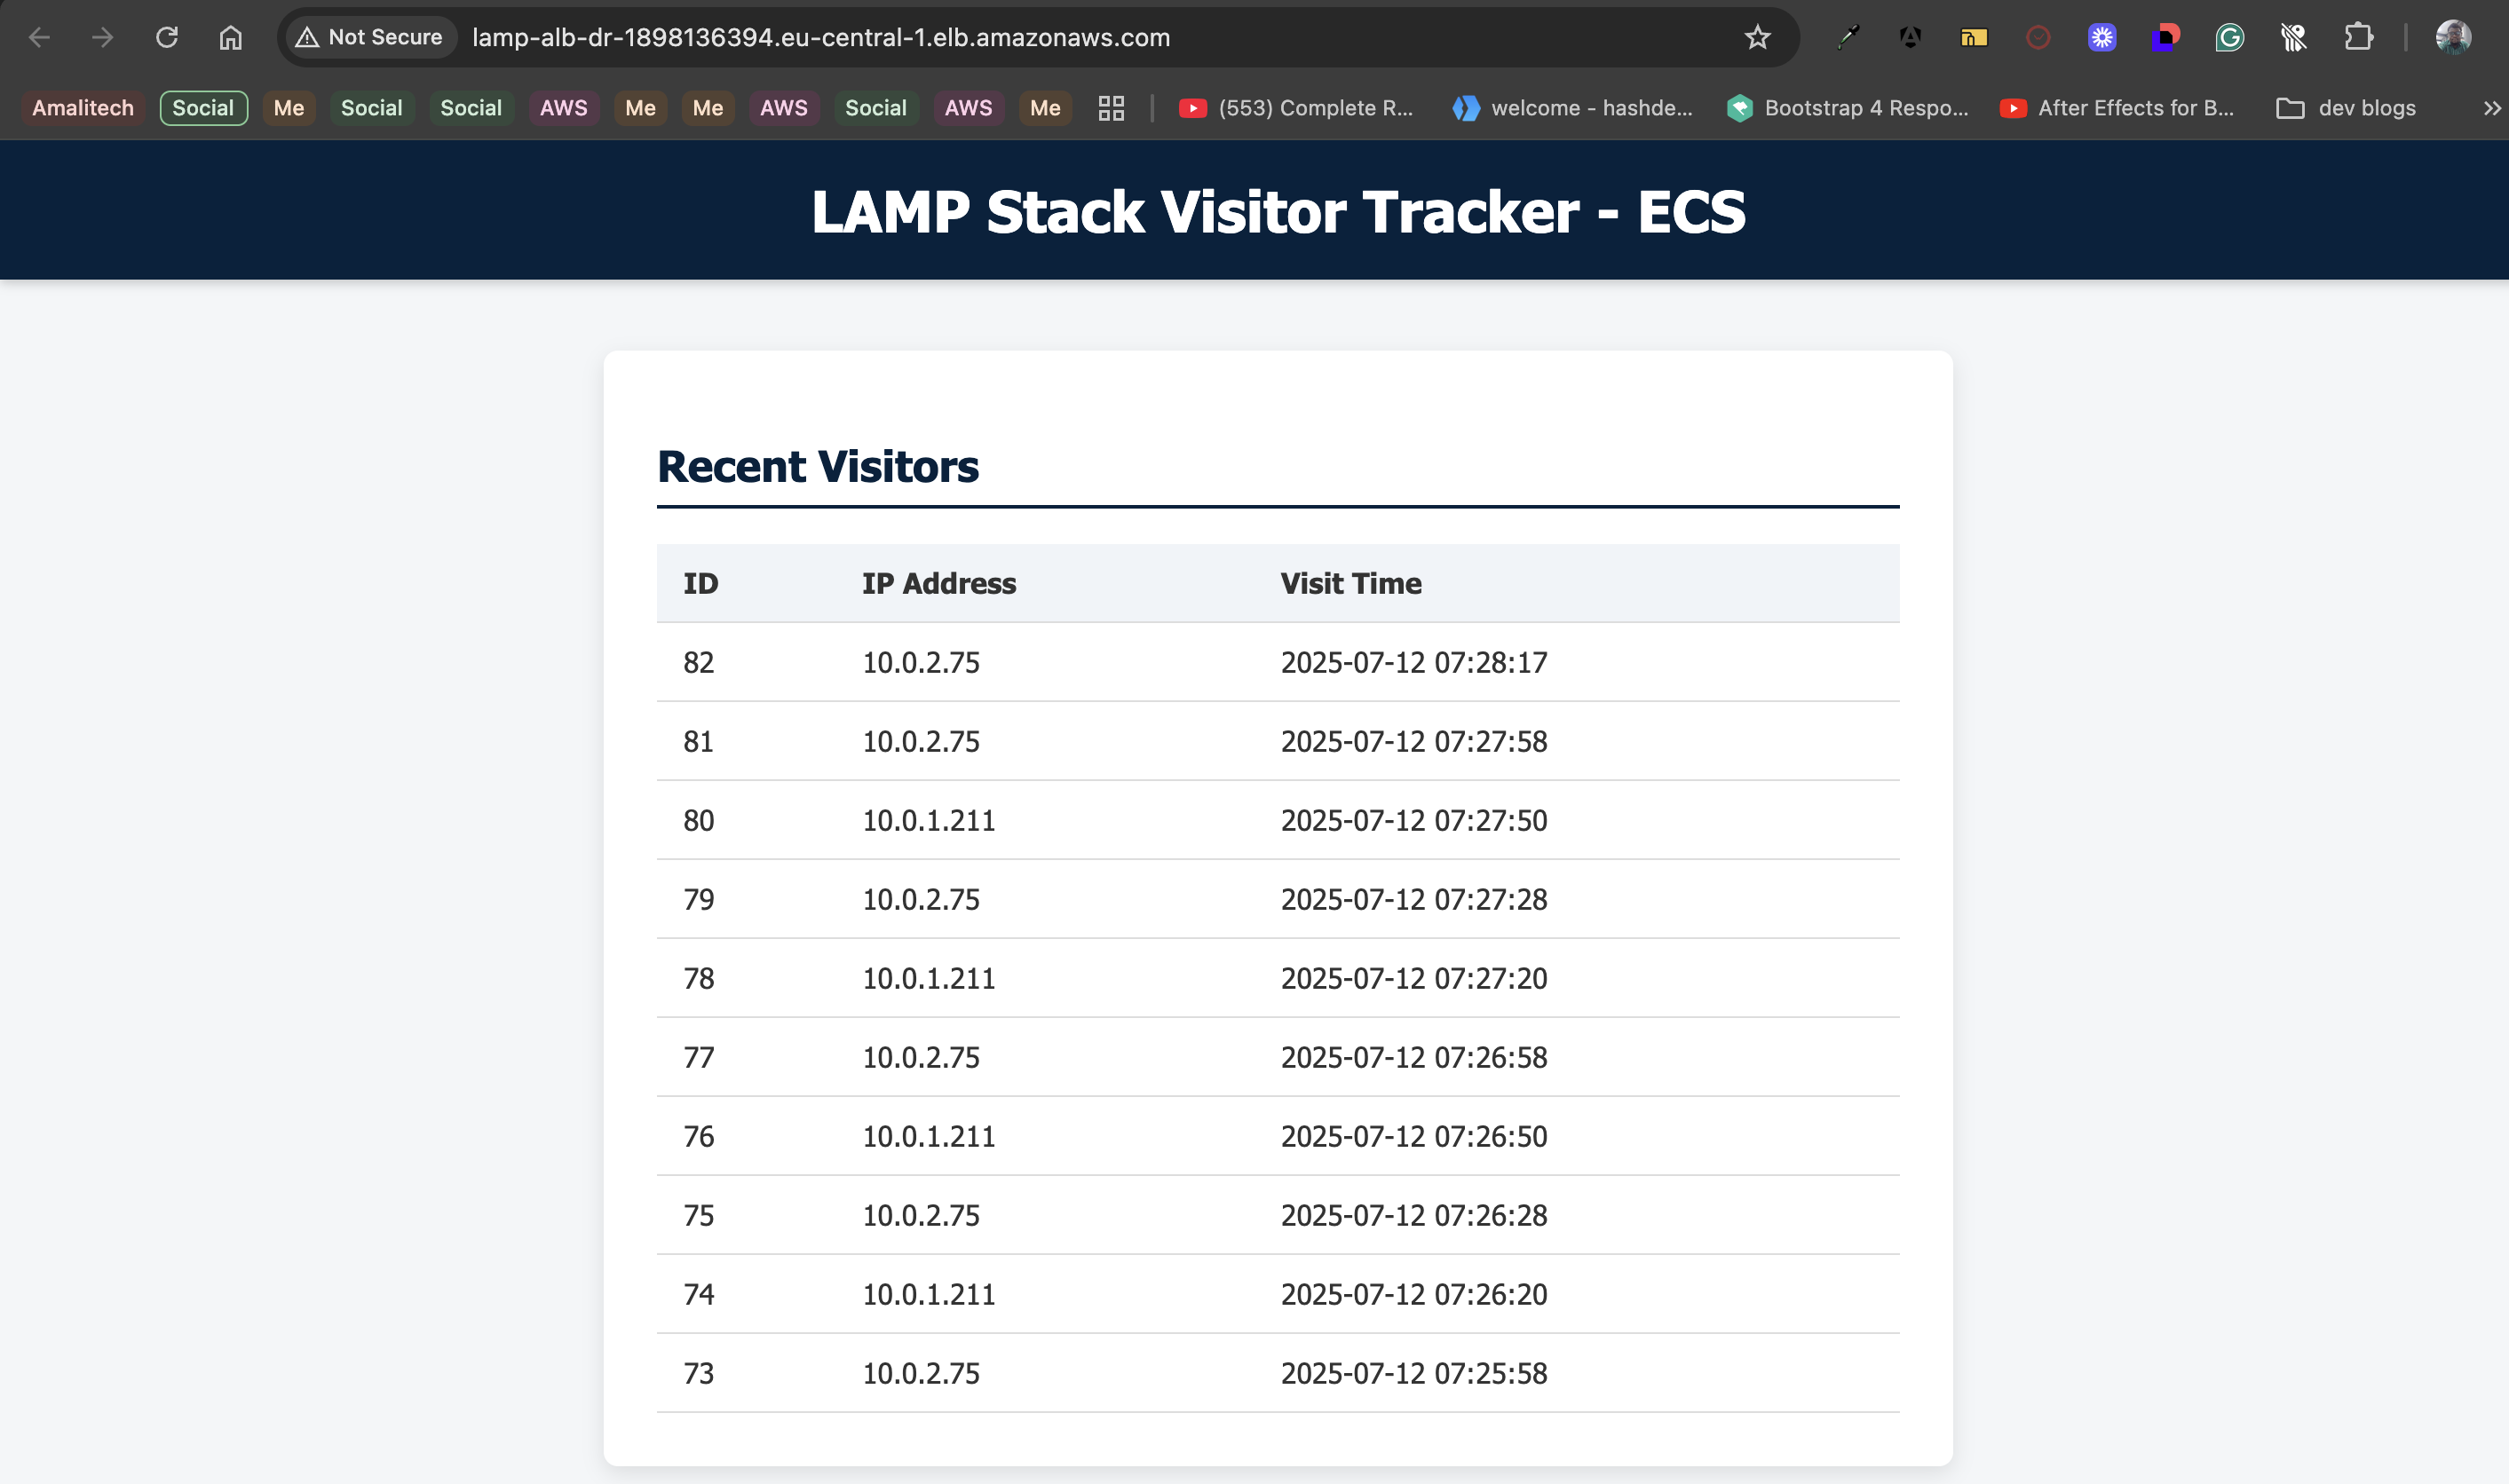 Not Secure lamp-alb-dr-1898136394.eu-central-1.elb.amazonaws.com
Amalitech Social Me Social Social AWS Me Me AWS Social AWS Me (553) Complete R... welcome - hashde... Bootstrap 4 Respo... After Effects for B... dev blogs »
LAMP Stack Visitor Tracker - ECS
Recent Visitors
ID IP Address Visit Time
82 10.0.2.75 2025-07-12 07:28:17
81 10.0.2.75 2025-07-12 07:27:58
80 10.0.1.211 2025-07-12 07:27:50
79 10.0.2.75 2025-07-12 07:27:28
78 10.0.1.211 2025-07-12 07:27:20
77 10.0.2.75 2025-07-12 07:26:58
76 10.0.1.211 2025-07-12 07:26:50
75 10.0.2.75 2025-07-12 07:26:28
74 10.0.1.211 2025-07-12 07:26:20
73 10.0.2.75 2025-07-12 07:25:58